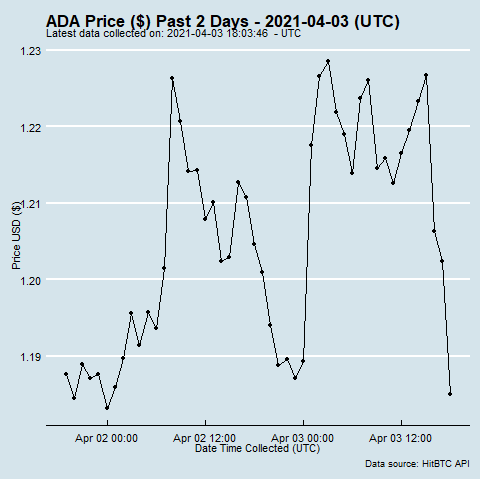 ADA Price ($) Past 2 Days - 2021-04-03 (UTC)
Latest data collected on: 2021-04-03 18:03:46 - UTC
1.23
1.22
1.21
1.20
1.19
Price USD ($)
Apr 02 00:00 Apr 02 12:00 Apr 03 00:00 Apr 03 12:00
Date Time Collected (UTC)
Data source: HitBTC API